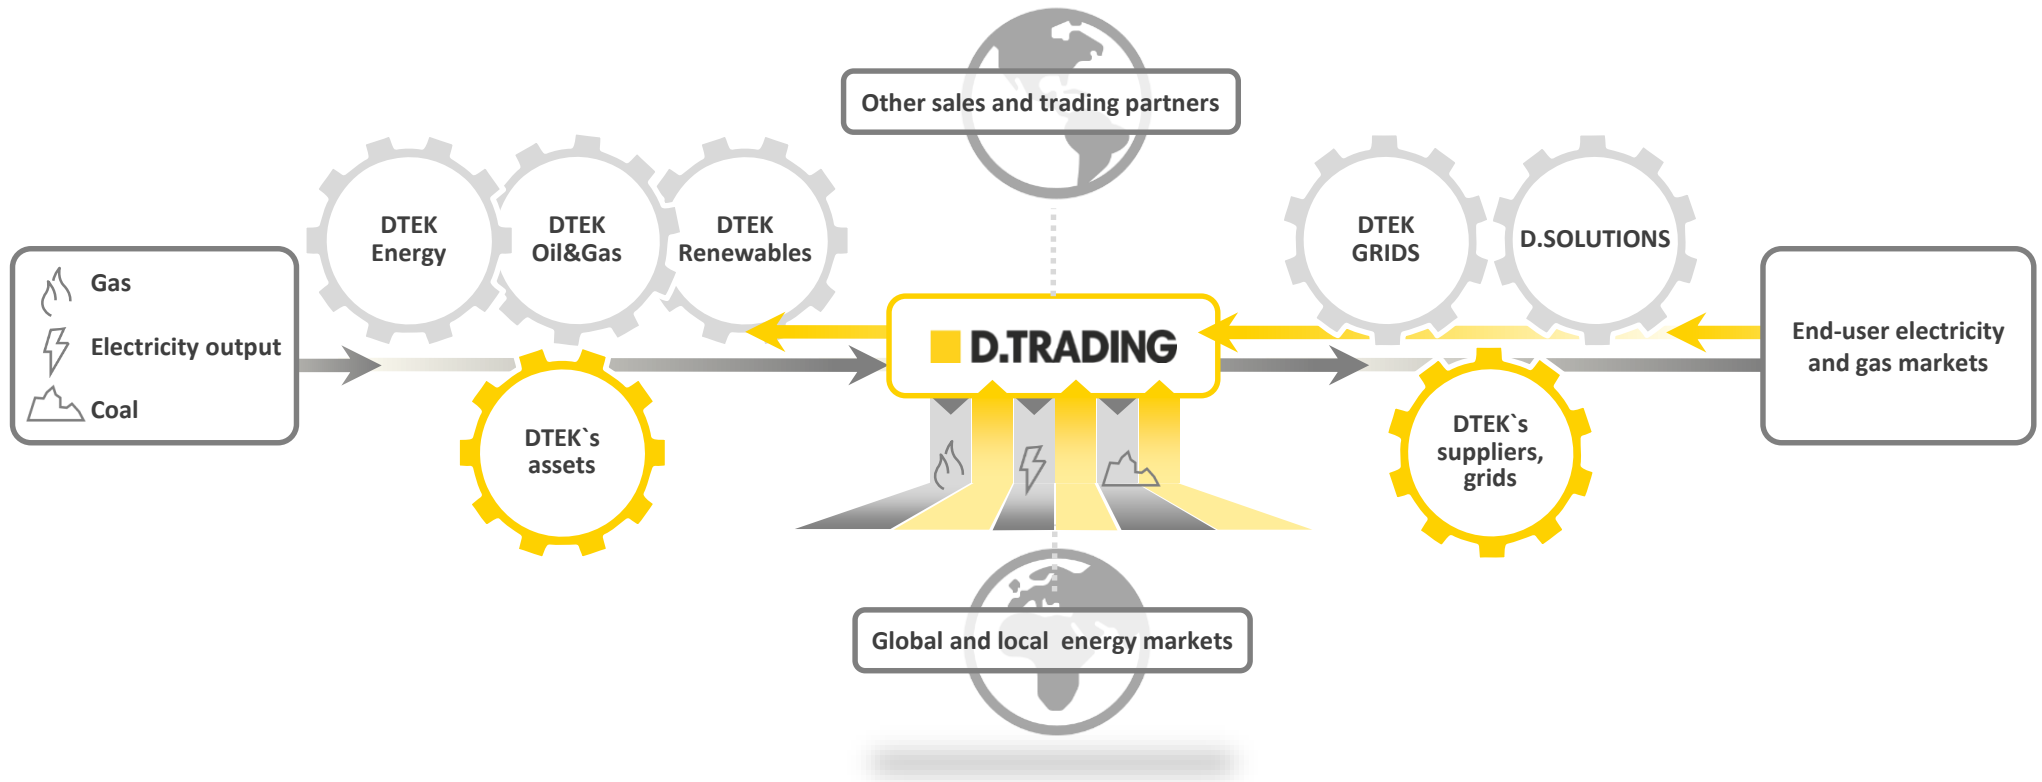 Other sales and trading partners
DTEK
Energy
DTEK
Oil&Gas
DTEK
Renewables
DTEK
GRIDS
D.SOLUTIONS
Gas
Electricity output
Coal
D.TRADING
End-user electricity
and gas markets
DTEK`s
assets
DTEK`s
suppliers,
grids
Global and local  energy markets